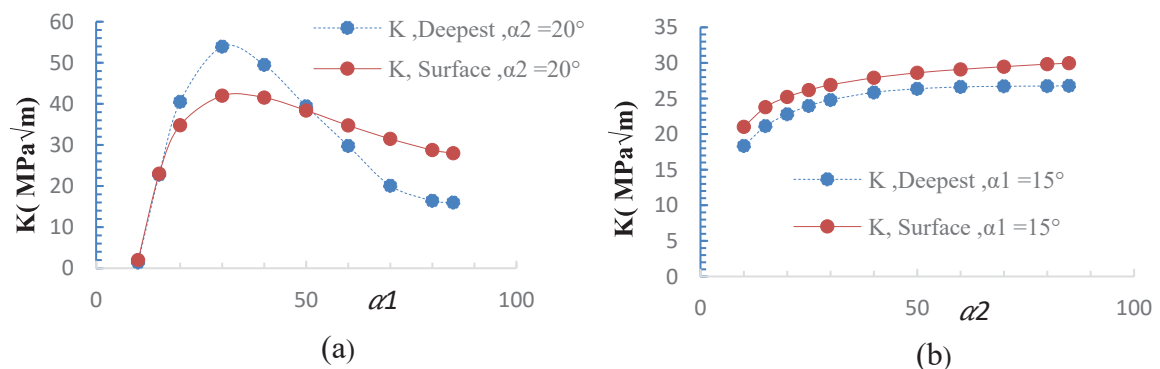 60
50
40
30
20
10
0
K( MPa√m)
K ,Deepest ,α2 =20°
K, Surface ,α2 =20°
0
50
100
α1
(a)
35
30
25
20
15
10
5
0
K( MPa√m)
K ,Deepest ,α1 =15°
K, Surface ,α1 =15°
0
50
100
α2
(b)